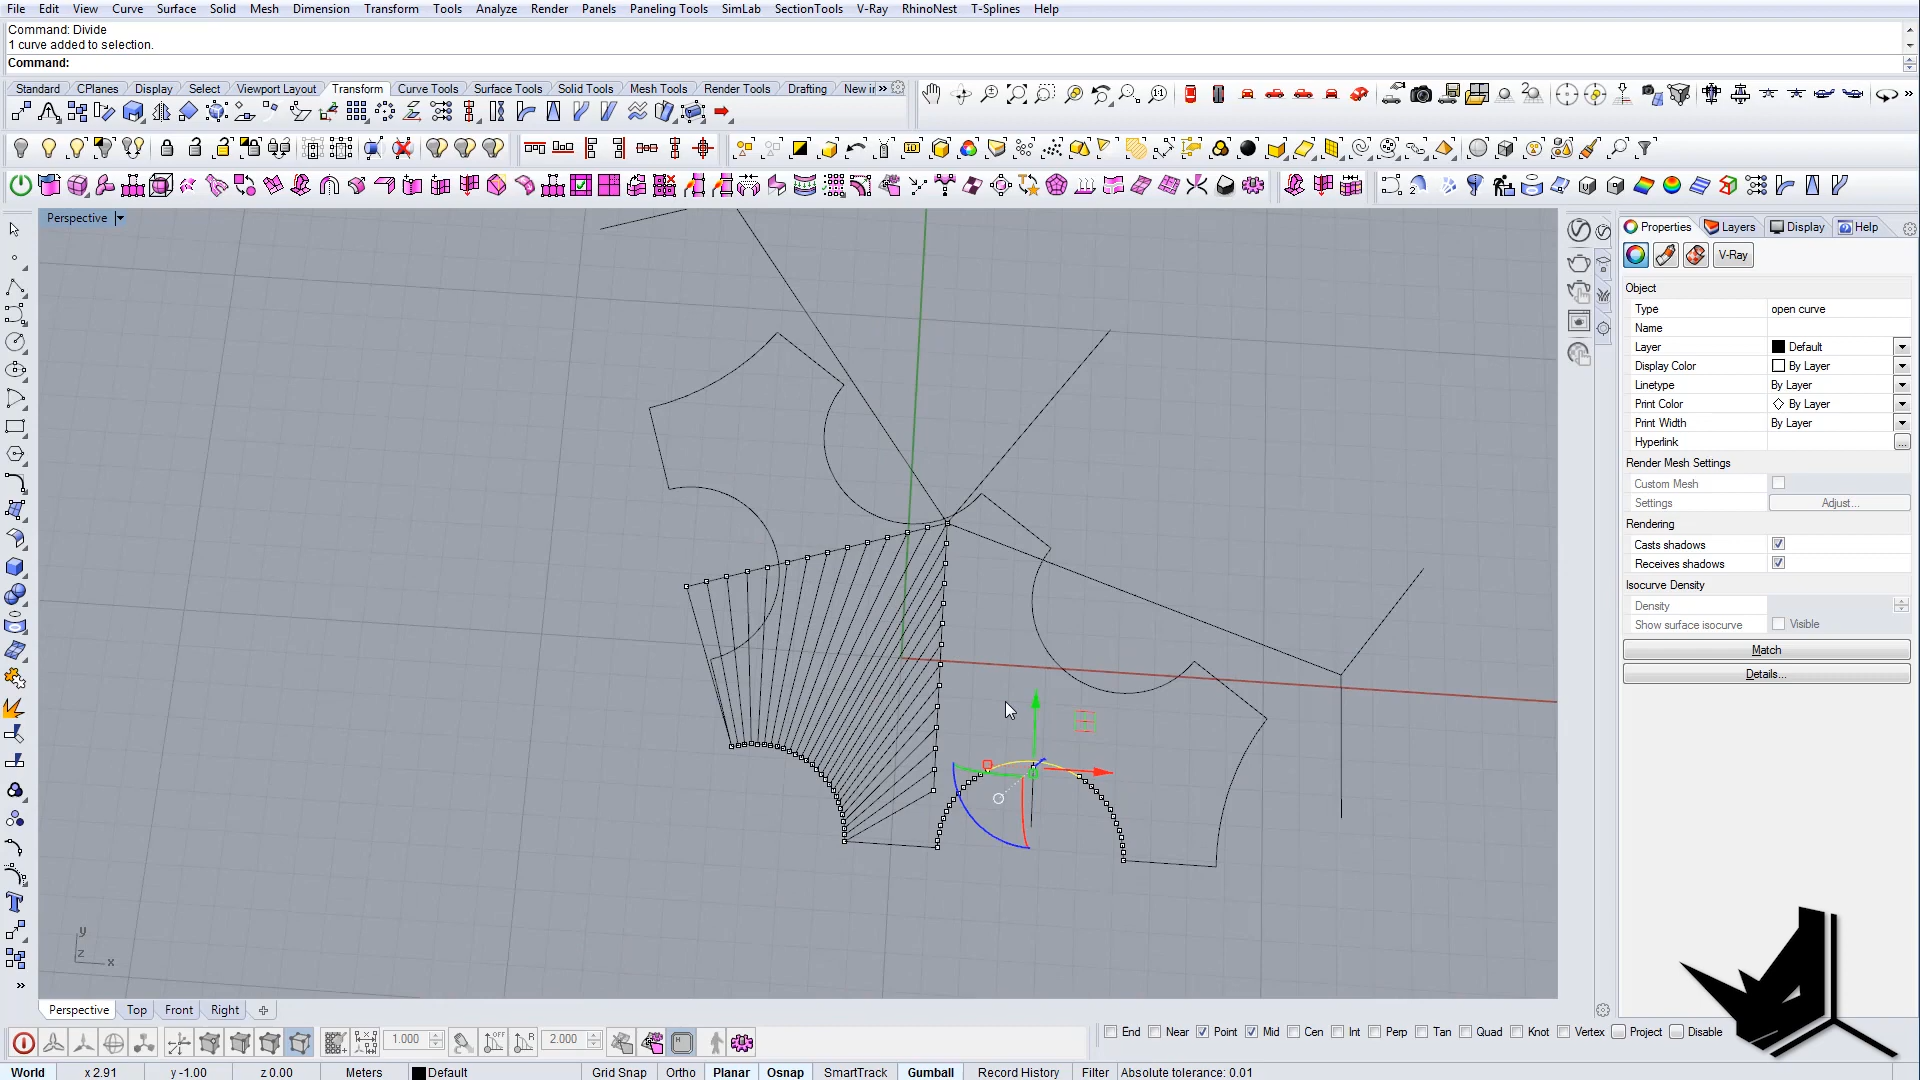 File Edit View Curve Surface Solid Mesh Dimension Transform Tools Analyze Render Panels Paneling Tools SimLab SectionTools V-Ray RhinoNest T-Splines Help
Command: Divide
1 curve added to selection.
Command:
Standard CPlanes Display Select Viewport Layout Transform Curve Tools Surface Tools Solid Tools Mesh Tools Render Tools Drafting New in
Perspective
Properties Layers Display Help
V-Ray
Object
Type open curve
Name
Layer Default
Display Color By Layer
Linetype By Layer
Print Color By Layer
Print Width By Layer
Hyperlink ...
Render Mesh Settings
Custom Mesh
Settings Adjust...
Rendering
Casts shadows
Receives shadows
Isocurve Density
Density
Show surface isocurve Visible
Match
Details...
y
z x
Perspective Top Front Right
1.000 2.000 End Near Point Mid Cen Int Perp Tan Quad Knot Vertex Project Disable
World x 2.91 y -1.00 z 0.00 Meters Default Grid Snap Ortho Planar Osnap SmartTrack Gumball Record History Filter Absolute tolerance: 0.01